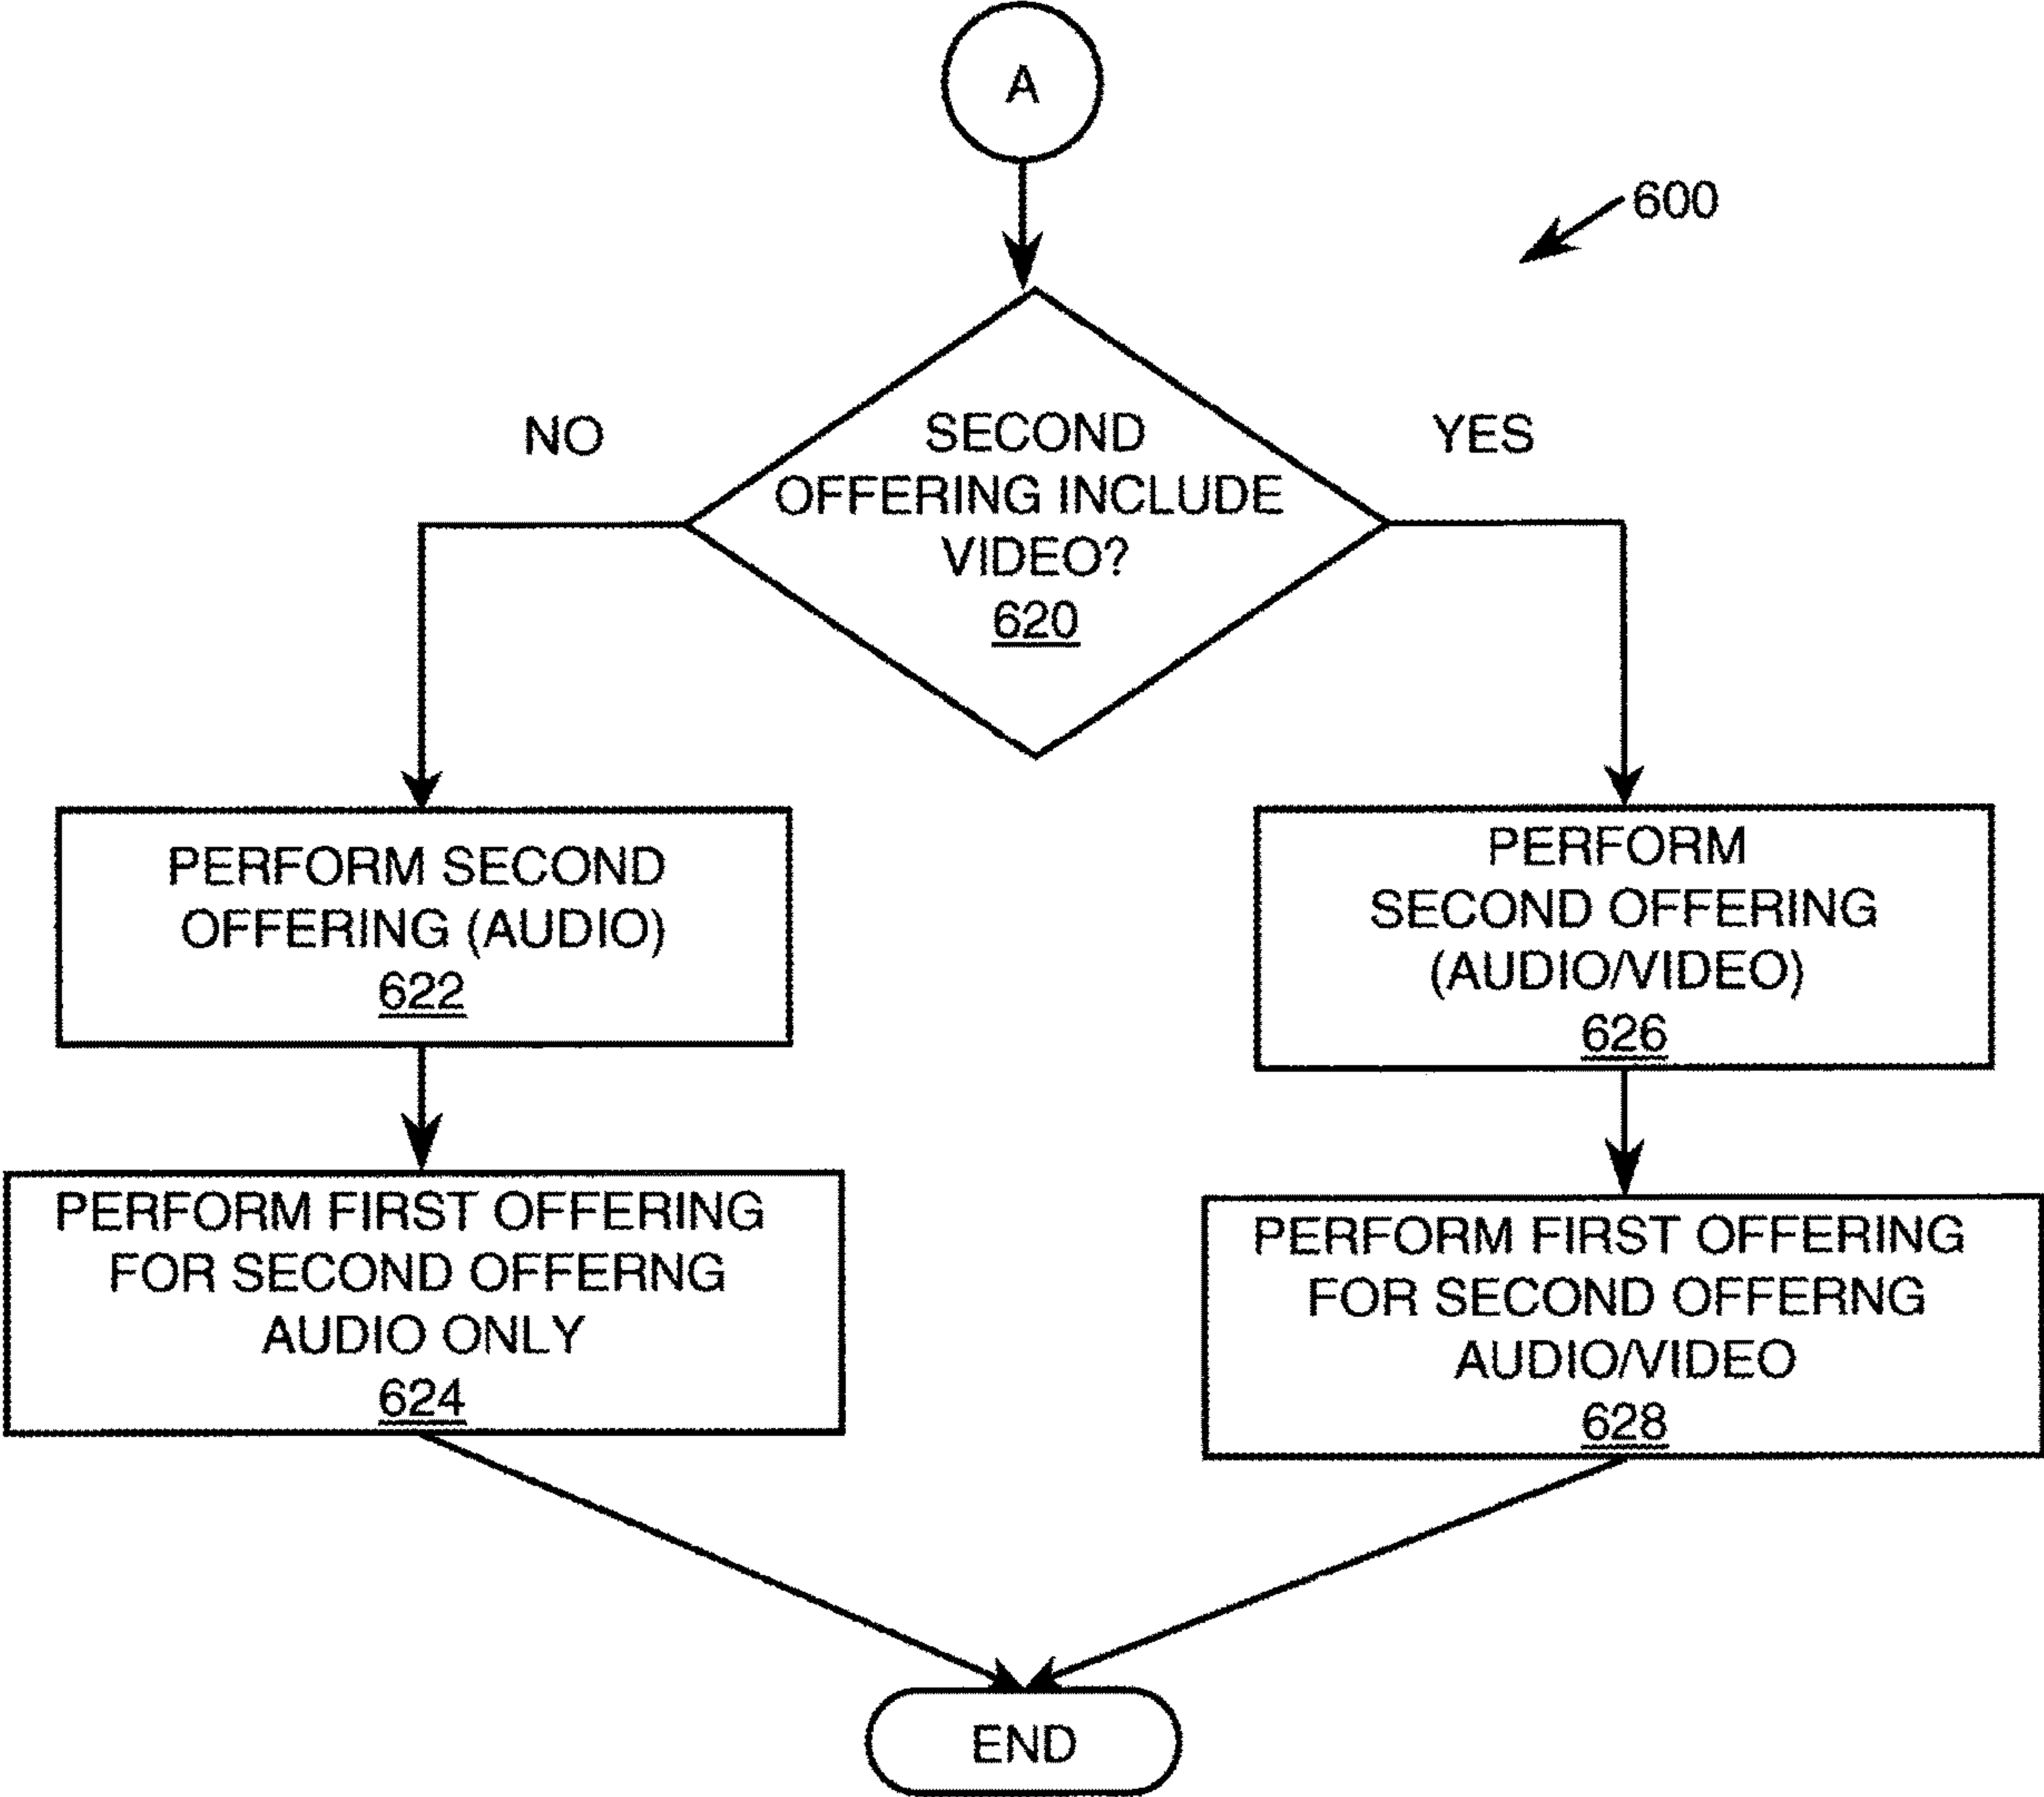 A
600
NO
YES
SECOND
OFFERING INCLUDE
VIDEO?
620
PERFORM SECOND
OFFERING (AUDIO)
622
PERFORM
SECOND OFFERING
(AUDIO/VIDEO)
626
PERFORM FIRST OFFERING
FOR SECOND OFFERNG
AUDIO ONLY
624
PERFORM FIRST OFFERING
FOR SECOND OFFERNG
AUDIO/VIDEO
628
END